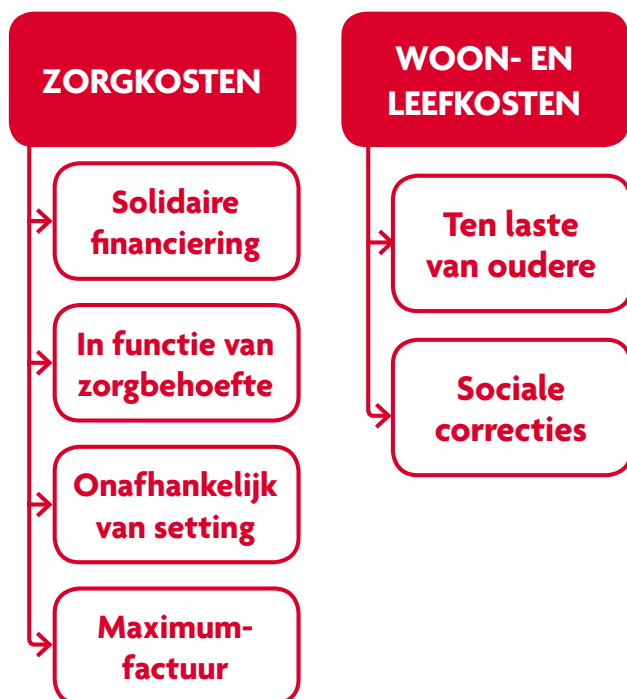 ZORGKOSTEN
Solidaire
financiering
In functie van
zorgbehoefte
Onafhankelijk
van setting
Maximum-
factuur
WOON- EN
LEEFKOSTEN
Ten laste
van oudere
Sociale
correcties